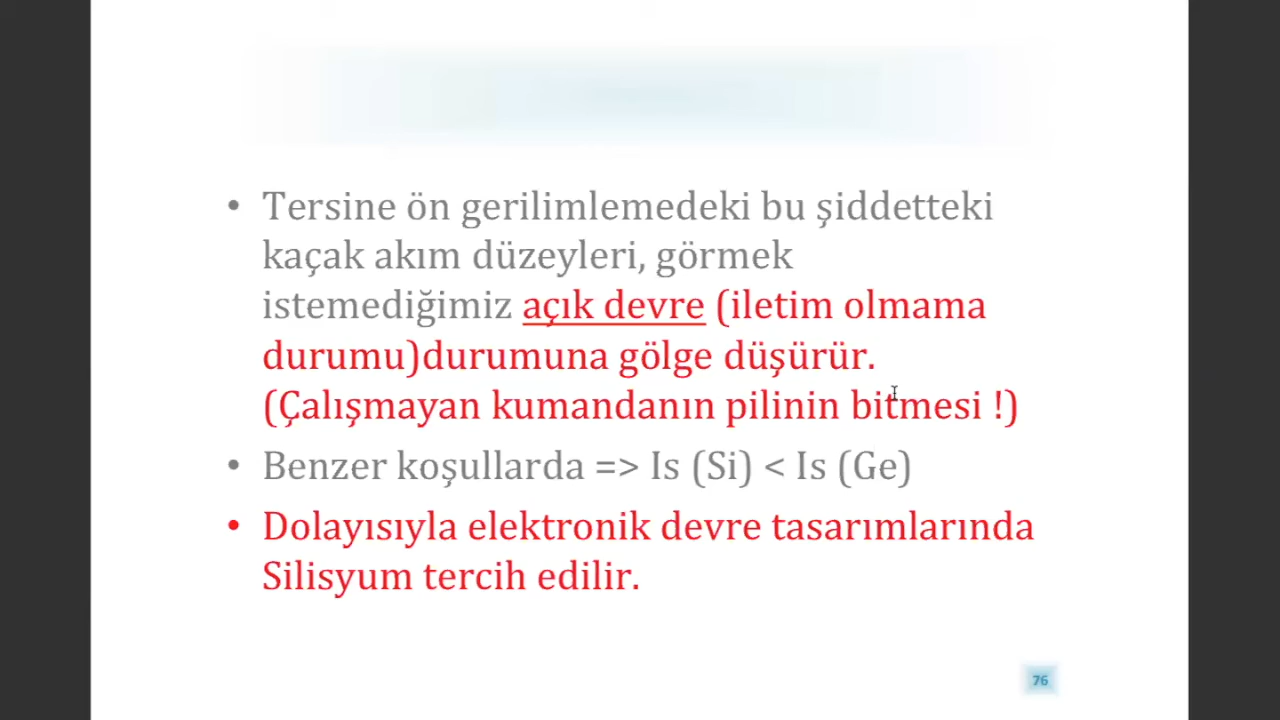 • Tersine ön gerilimlemedeki bu şiddetteki
kaçak akım düzeyleri, görmek
istemediğimiz açık devre (iletim olmama
durumu)durumuna gölge düşürür.
(Çalışmayan kumandanın pilinin bitmesi !)
• Benzer koşullarda => Is (Si) < Is (Ge)
• Dolayısıyla elektronik devre tasarımlarında
Silisyum tercih edilir.
76